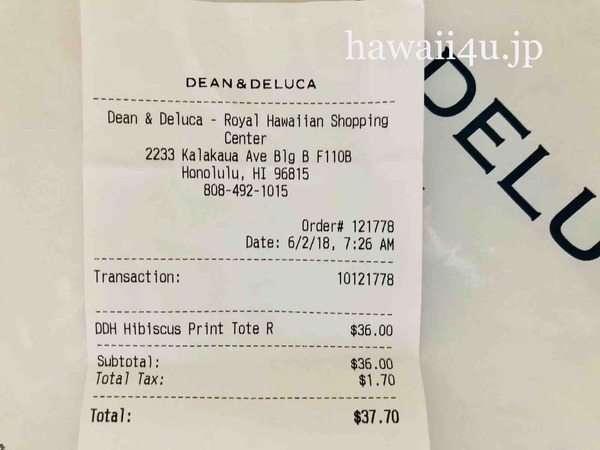 hawaii4u.jp
DEAN & DELUCA
Dean & Deluca - Royal Hawaiian Shopping
Center
2233 Kalakaua Ave Blg B F110B
Honolulu, HI 96815
808-492-1015
Order# 121778
Date: 6/2/18, 7:26 AM
Transaction: 10121778
DDH Hibiscus Print Tote R $36.00
Subtotal: $36.00
Total Tax: $1.70
Total: $37.70
DELU